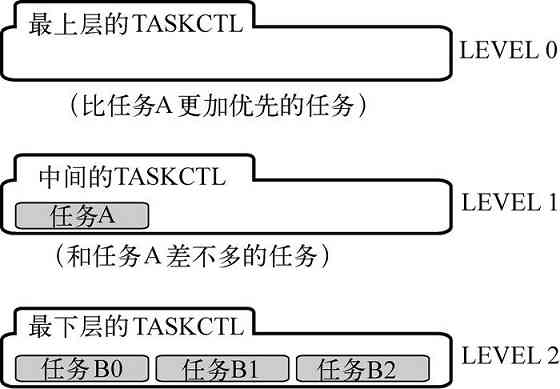 最上层的TASKCTL
LEVEL 0
（比任务A 更加优先的任务）
中间的TASKCTL
LEVEL 1
任务A
（和任务A 差不多的任务）
最下层的TASKCTL
LEVEL 2
任务B0 任务B1 任务B2